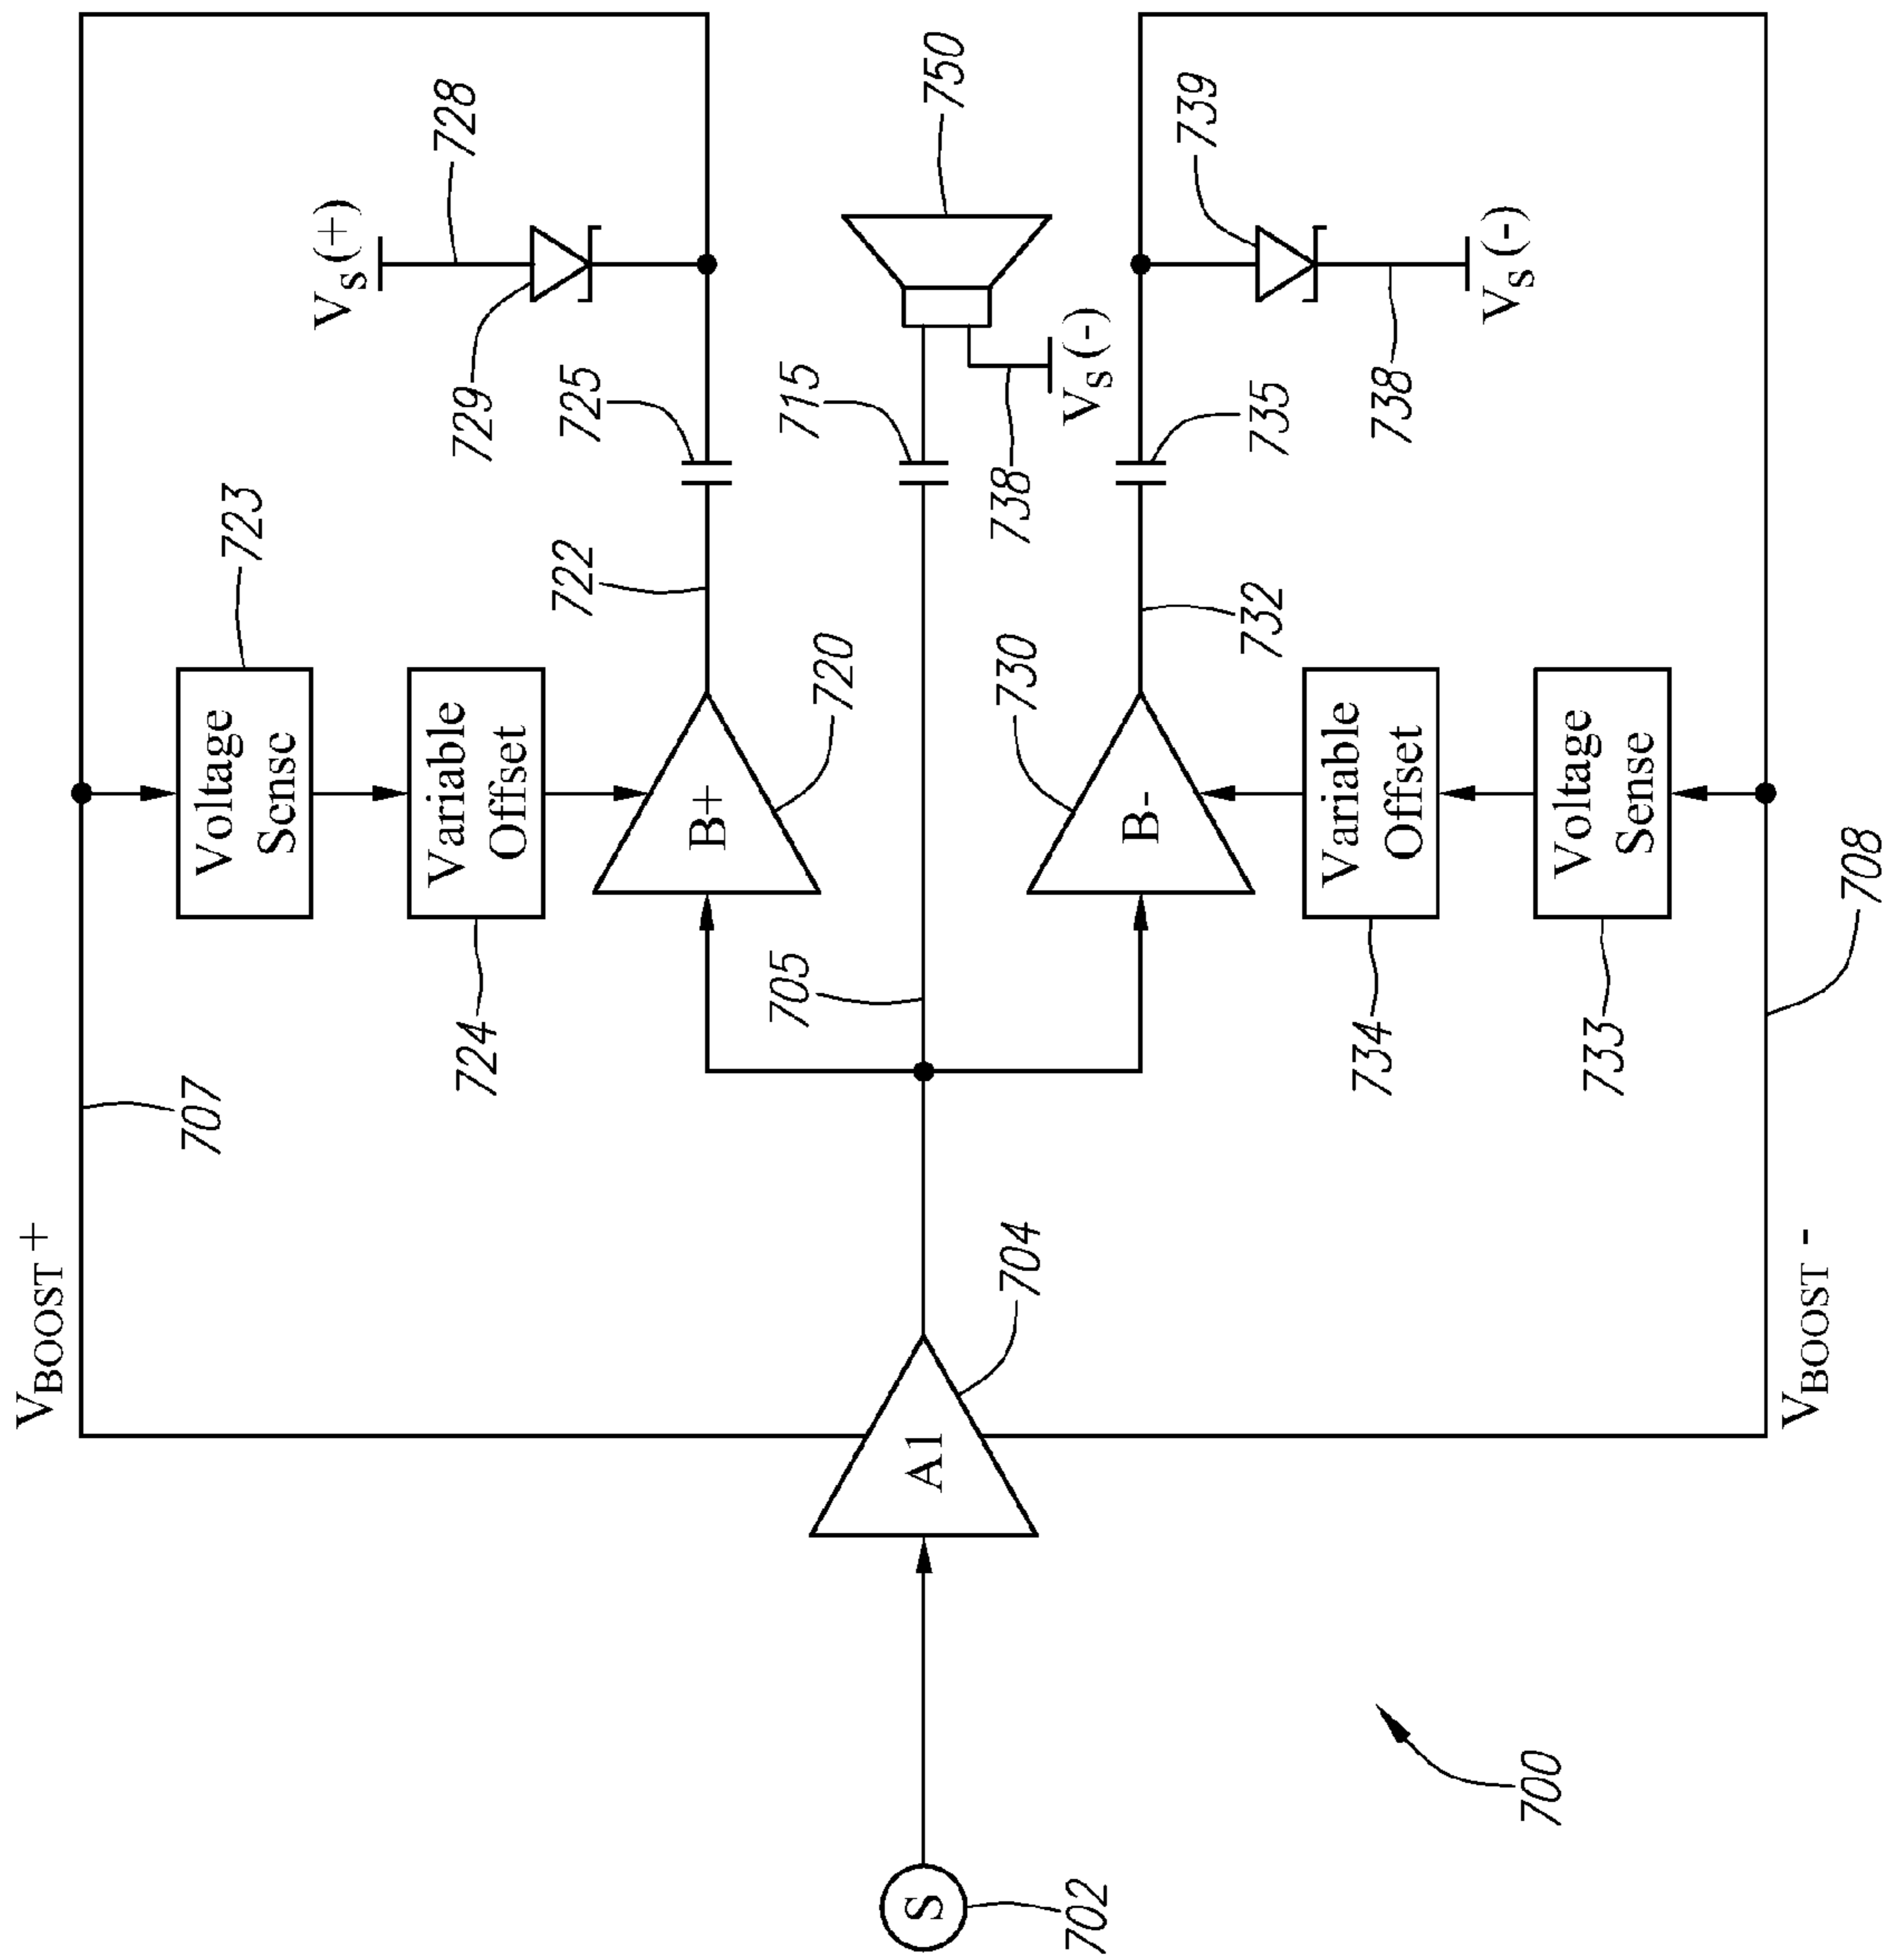 V_BOOST +
707
Voltage
Sense
723
Variable
Offset
724
V_S (+)
728
729
B+
720
722
725
705
715
750
738
V_S (-)
S
702
A1
704
B-
730
732
735
739
738
V_S (-)
Variable
Offset
734
Voltage
Sense
733
708
V_BOOST -
700